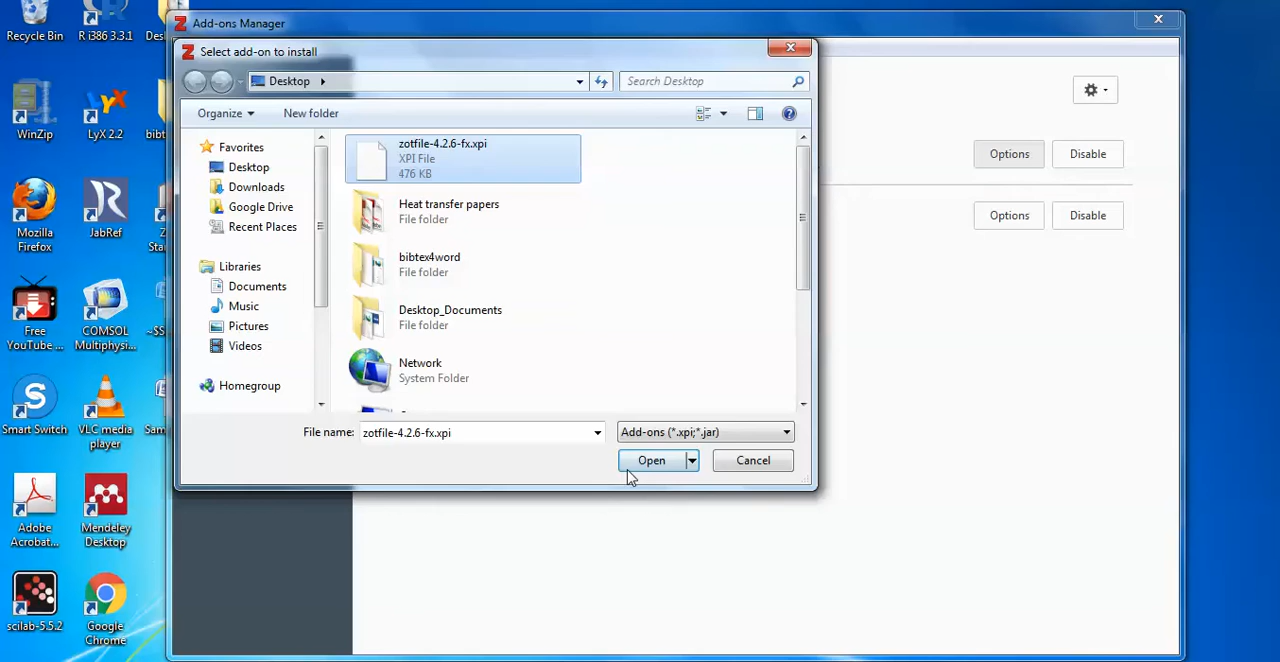 Recycle Bin
R i386 3.3.1
WinZip
LyX 2.2
Mozilla
Firefox
JabRef
Free
YouTube ...
COMSOL
Multiphysi...
Smart Switch
VLC media
player
Adobe
Acrobat...
Mendeley
Desktop
scilab-5.5.2
Google
Chrome
Add-ons Manager
Select add-on to install
Desktop
Search Desktop
Organize
New folder
Favorites
Desktop
Downloads
Google Drive
Recent Places
Libraries
Documents
Music
Pictures
Videos
Homegroup
zotfile-4.2.6-fx.xpi
XPI File
476 KB
Heat transfer papers
File folder
bibtex4word
File folder
Desktop_Documents
File folder
Network
System Folder
File name:
zotfile-4.2.6-fx.xpi
Add-ons (*.xpi;*.jar)
Open
Cancel
Options
Disable
Options
Disable